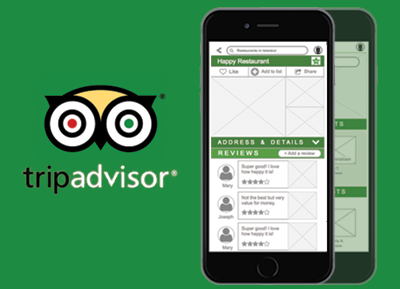 tripadvisor®
Restaurants in Istanbul
Happy Restaurant
Like
Add to list
Share
ADDRESS & DETAILS
REVIEWS
+ Add a review
Super good! I love
how happy it is!
Mary
Not the best but very
value for money.
Joseph
Super good! I love
how happy it is!
Mary
TS
TS